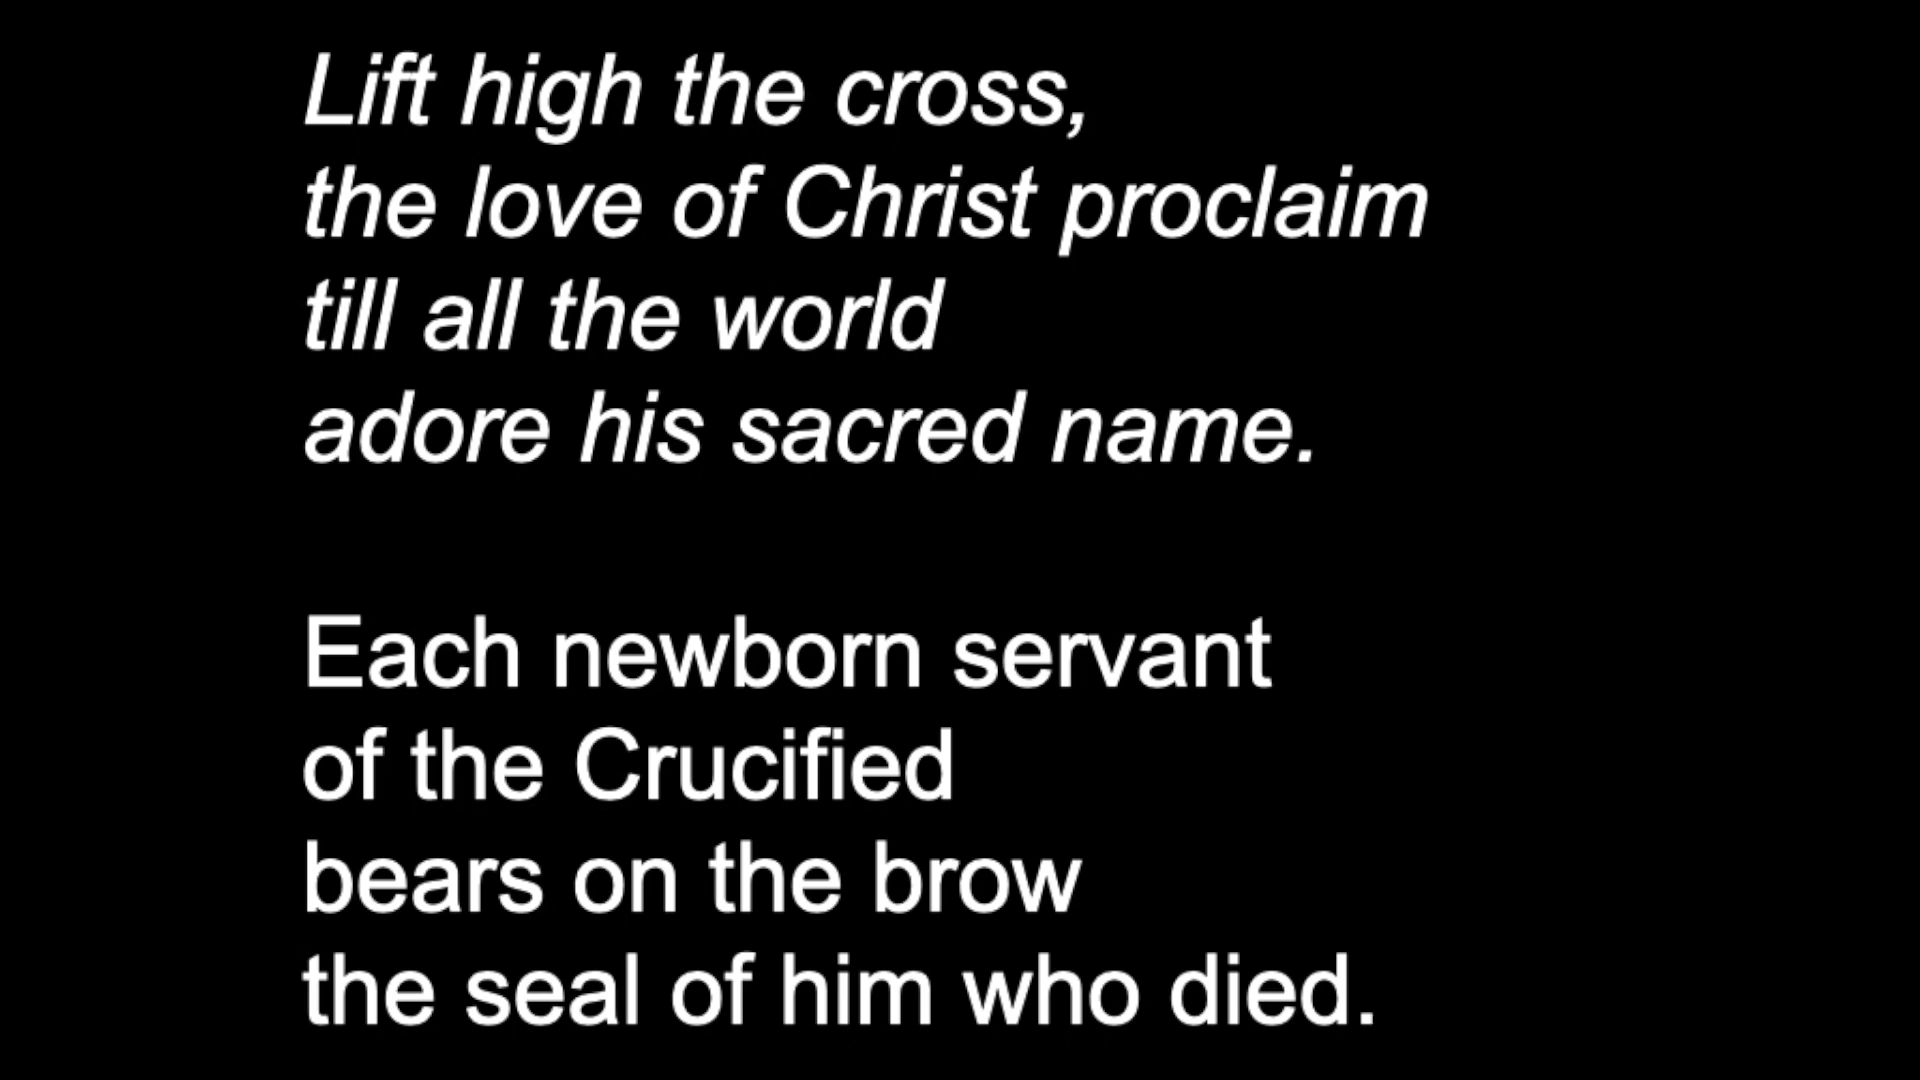 Lift high the cross,
the love of Christ proclaim
till all the world
adore his sacred name.
Each newborn servant
of the Crucified
bears on the brow
the seal of him who died.